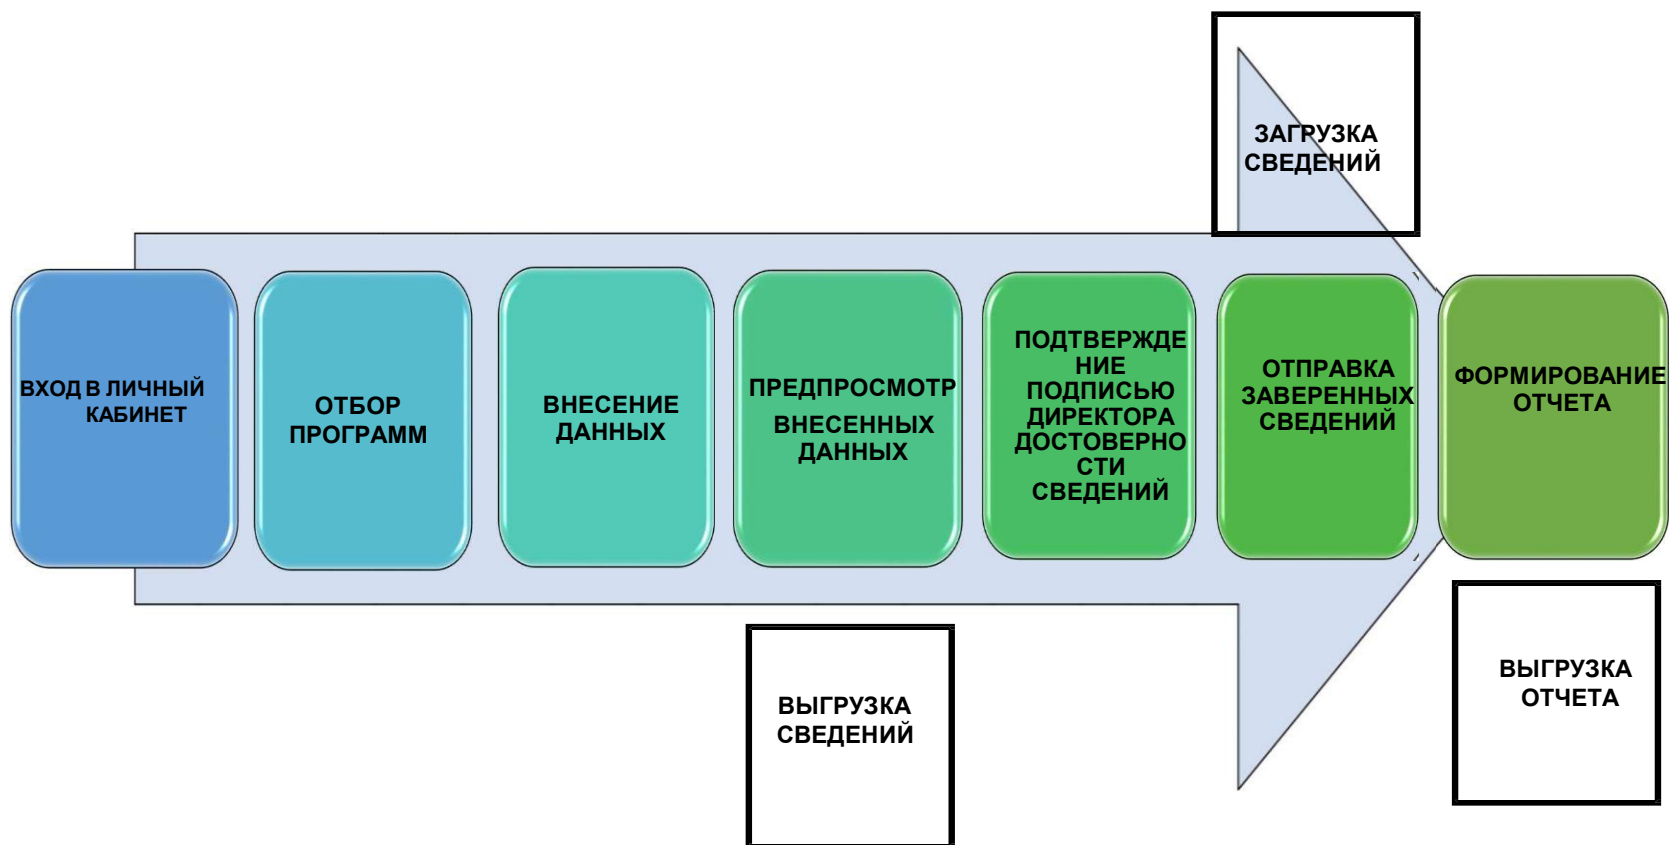 ЗАГРУЗКА
СВЕДЕНИЙ
ВХОД В ЛИЧНЫЙ
КАБИНЕТ
ОТБОР
ПРОГРАММ
ВНЕСЕНИЕ
ДАННЫХ
ПРЕДПРОСМОТР
ВНЕСЕННЫХ
ДАННЫХ
ПОДТВЕРЖДЕ
НИЕ
ПОДПИСЬЮ
ДИРЕКТОРА
ДОСТОВЕРНО
СТИ
СВЕДЕНИЙ
ОТПРАВКА
ЗАВЕРЕННЫХ
СВЕДЕНИЙ
ФОРМИРОВАНИЕ
ОТЧЕТА
ВЫГРУЗКА
СВЕДЕНИЙ
ВЫГРУЗКА
ОТЧЕТА